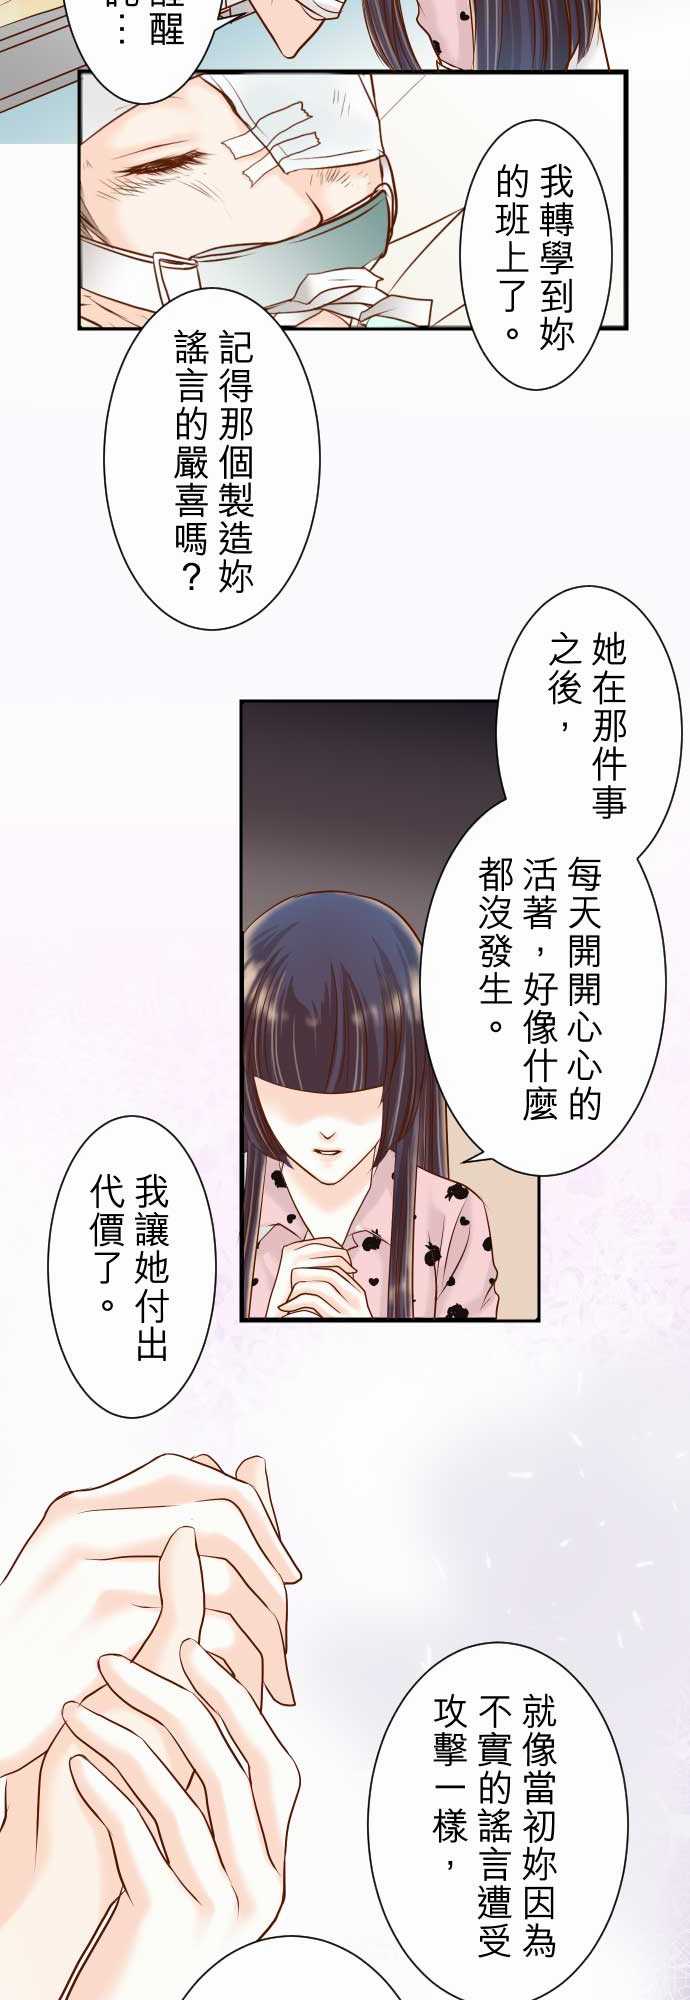 醒
我轉學到妳
的班上了。
記得那個製造妳
謠言的嚴喜嗎？
她在那件事
之後，
每天開開心心的
活著，好像什麼
都沒發生。
我讓她付出
代價了。
就像當初妳因為
不實的謠言遭受
攻擊一樣，